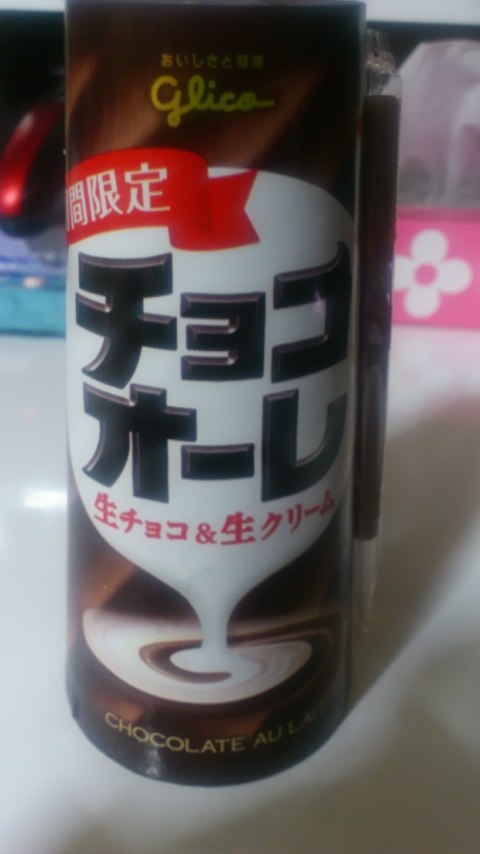 おいしさと健康
glico
間限定
チョコ
オーレ
生チョコ&生クリーム
CHOCOLATE AU LA